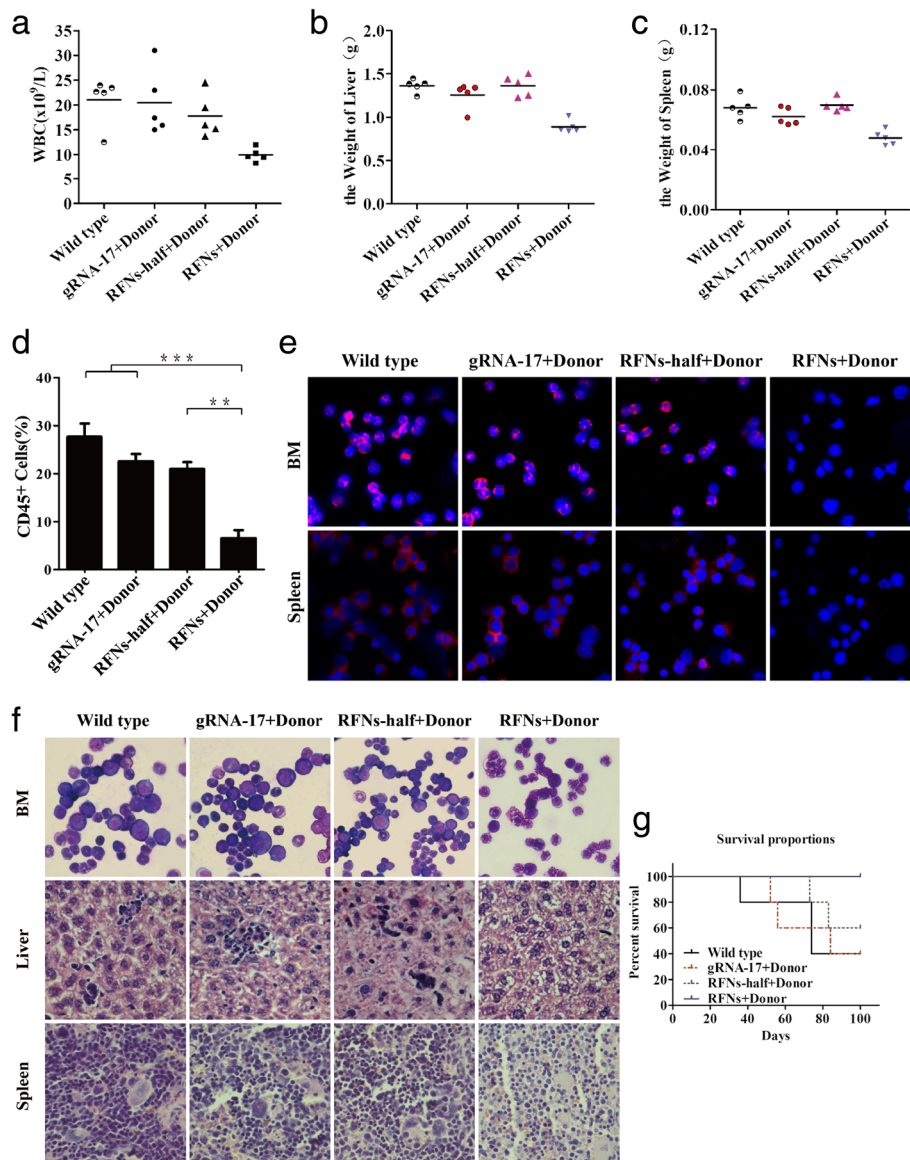 a
WBC(x10⁹/L)
35
30
25
20
15
10
5
0
Wild type
gRNA-17+Donor
RFNs-half+Donor
RFNs+Donor
b
the Weight of Liver (g)
2.0
1.5
1.0
0.5
0.0
Wild type
gRNA-17+Donor
RFNs-half+Donor
RFNs+Donor
c
the Weight of Spleen (g)
0.12
0.08
0.04
0.00
Wild type
gRNA-17+Donor
RFNs-half+Donor
RFNs+Donor
d
CD45+ Cells(%)
40
30
20
10
0
***
**
Wild type
gRNA-17+Donor
RFNs-half+Donor
RFNs+Donor
e
Wild type gRNA-17+Donor RFNs-half+Donor RFNs+Donor
BM
Spleen
f
Wild type gRNA-17+Donor RFNs-half+Donor RFNs+Donor
BM
Liver
Spleen
g
Survival proportions
Percent survival
100
80
60
40
20
0
Wild type
gRNA-17+Donor
RFNs-half+Donor
RFNs+Donor
0 20 40 60 80 100
Days